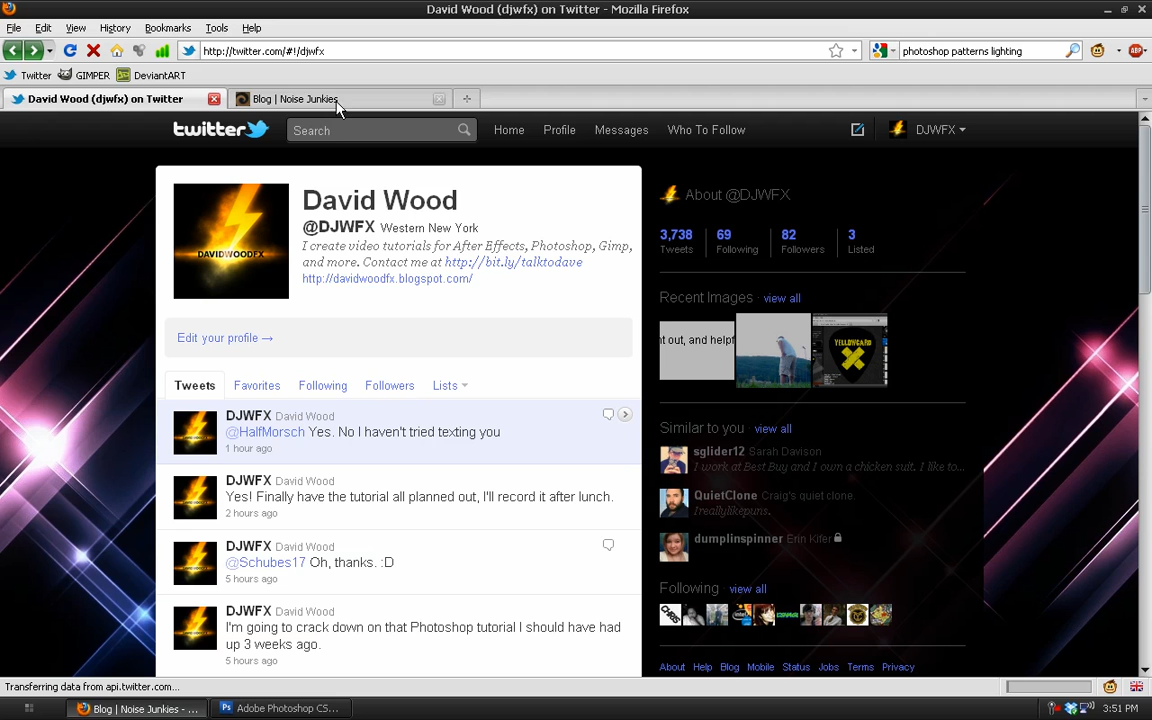 David Wood (djwfx) on Twitter - Mozilla Firefox
File Edit View History Bookmarks Tools Help
http://twitter.com/#!/djwfx
photoshop patterns lighting
ABP
Twitter GIMPER DeviantART
David Wood (djwfx) on Twitter
Blog | Noise Junkies
twitter
Search
Home Profile Messages Who To Follow
DJWFX
DAVIDWOODFX
David Wood
@DJWFX Western New York
I create video tutorials for After Effects, Photoshop, Gimp,
and more. Contact me at http://bit.ly/talktodave
http://davidwoodfx.blogspot.com/
Edit your profile →
Tweets Favorites Following Followers Lists
DJWFX David Wood
@HalfMorsch Yes. No I haven't tried texting you
1 hour ago
DJWFX David Wood
Yes! Finally have the tutorial all planned out, I'll record it after lunch.
2 hours ago
DJWFX David Wood
@Schubes17 Oh, thanks. :D
5 hours ago
DJWFX David Wood
I'm going to crack down on that Photoshop tutorial I should have had
up 3 weeks ago.
5 hours ago
About @DJWFX
3,738 69 82 3
Tweets Following Followers Listed
Recent Images · view all
nt out, and helpf
YELLOWCARD
Similar to you · view all
sglider12 Sarah Davison
I work at Best Buy and I own a chicken suit. I like to...
QuietClone Craig's quiet clone.
Ireallylikepuns.
dumplinspinner Erin Kifer
Following · view all
About Help Blog Mobile Status Jobs Terms Privacy
Transferring data from api.twitter.com...
Blog | Noise Junkies - ...
Ps Adobe Photoshop CS...
3:51 PM